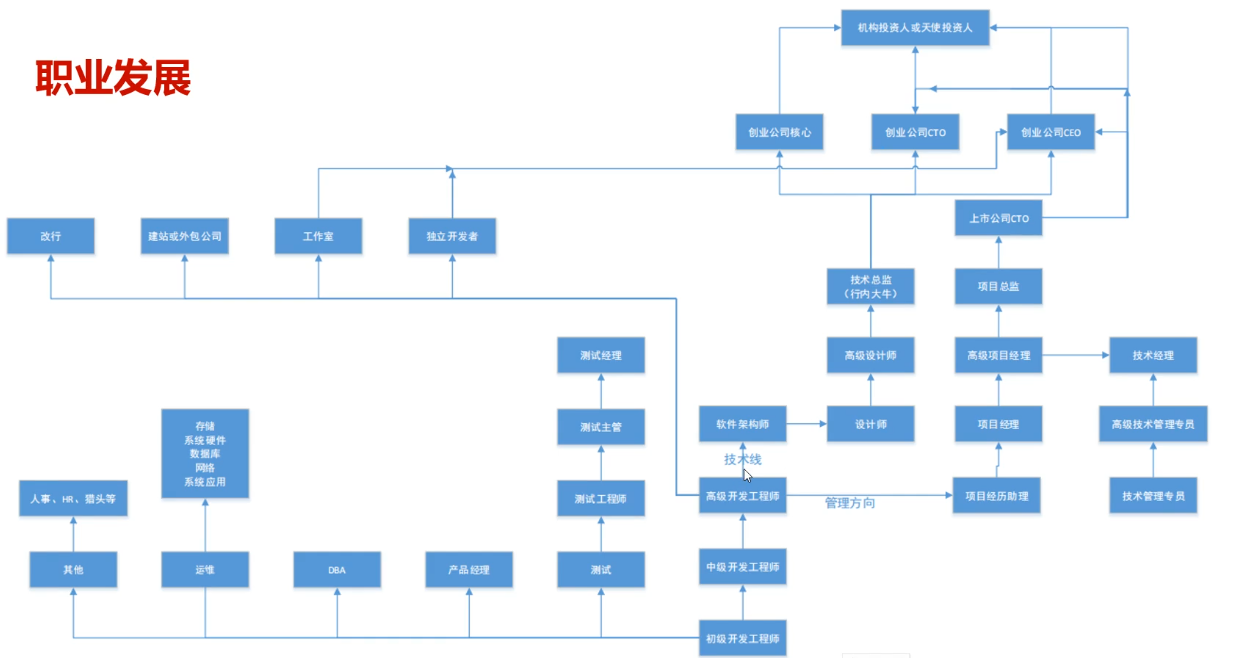 职业发展
机构投资人或天使投资人
创业公司核心
创业公司CTO
创业公司CEO
改行
建站或外包公司
工作室
独立开发者
上市公司CTO
技术总监
（行内大牛）
项目总监
测试经理
高级设计师
高级项目经理
技术经理
存储
系统硬件
数据库
网络
系统应用
测试主管
软件架构师
设计师
项目经理
高级技术管理专员
技术线
人事、HR、猎头等
测试工程师
高级开发工程师
管理方向
项目经历助理
技术管理专员
其他
运维
DBA
产品经理
测试
中级开发工程师
初级开发工程师